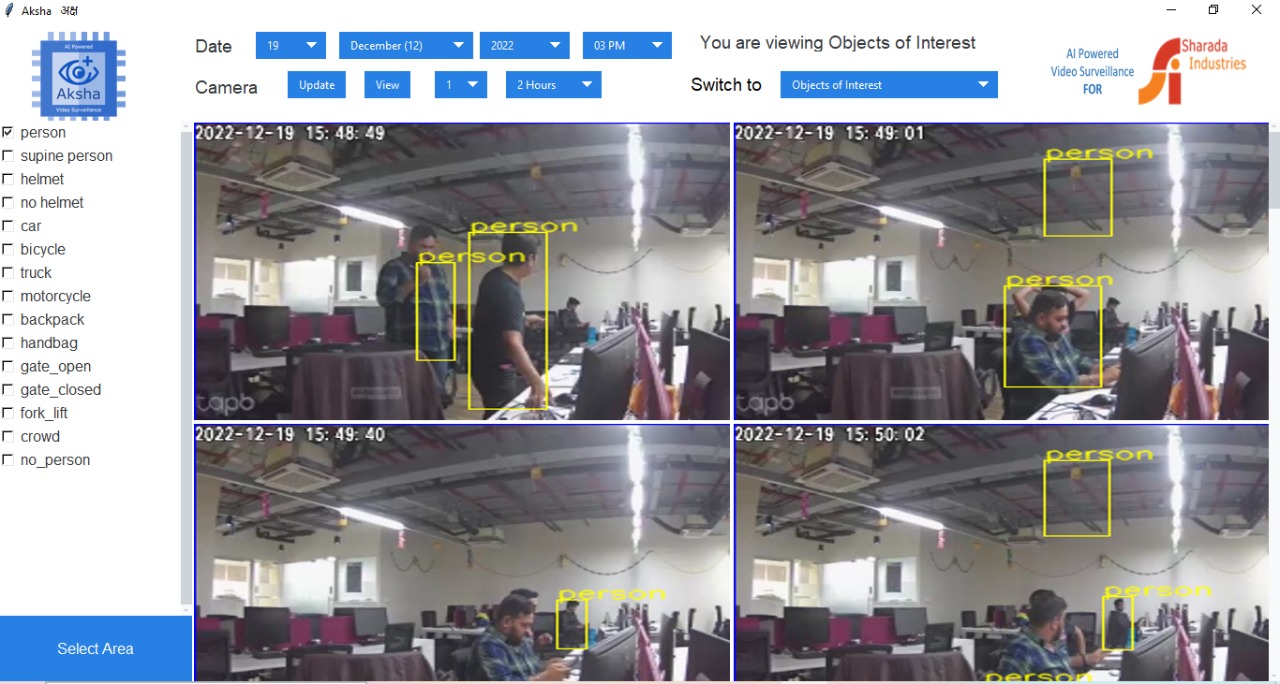 Aksha अक्ष
AI Powered
Aksha
Video Surveillance
Date
19
December (12)
2022
03 PM
You are viewing Objects of Interest
Camera
Update
View
1
2 Hours
Switch to
Objects of Interest
AI Powered
Video Surveillance
FOR
Sharada
Industries
person
supine person
helmet
no helmet
car
bicycle
truck
motorcycle
backpack
handbag
gate_open
gate_closed
fork_lift
crowd
no_person
Select Area
2022-12-19 15:48:49
person
person
tapb
2022-12-19 15:49:01
person
person
tapb
2022-12-19 15:49:40
person
2022-12-19 15:50:02
person
person
person